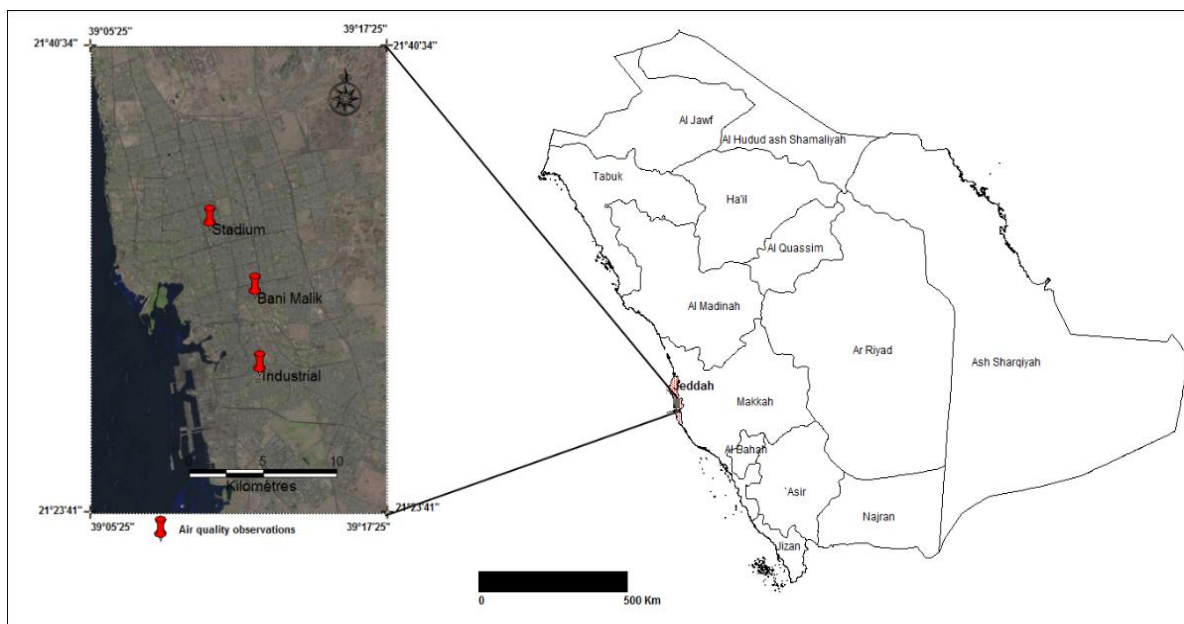 39°05'25"
39°17'25"
21°40'34"
21°40'34"
Stadium
Bani Malik
Industrial
0 5 10
Kilometres
21°23'41"
21°23'41"
39°05'25"
39°17'25"
Air quality observations
Al Jawf
Al Hudud ash Shamaliyah
Tabuk
Ha'il
Al Quassim
Al Madinah
Ar Riyad
Ash Sharqiyah
Jeddah
Makkah
Al Bahah
`Asir
Najran
Jizan
0 500 Km